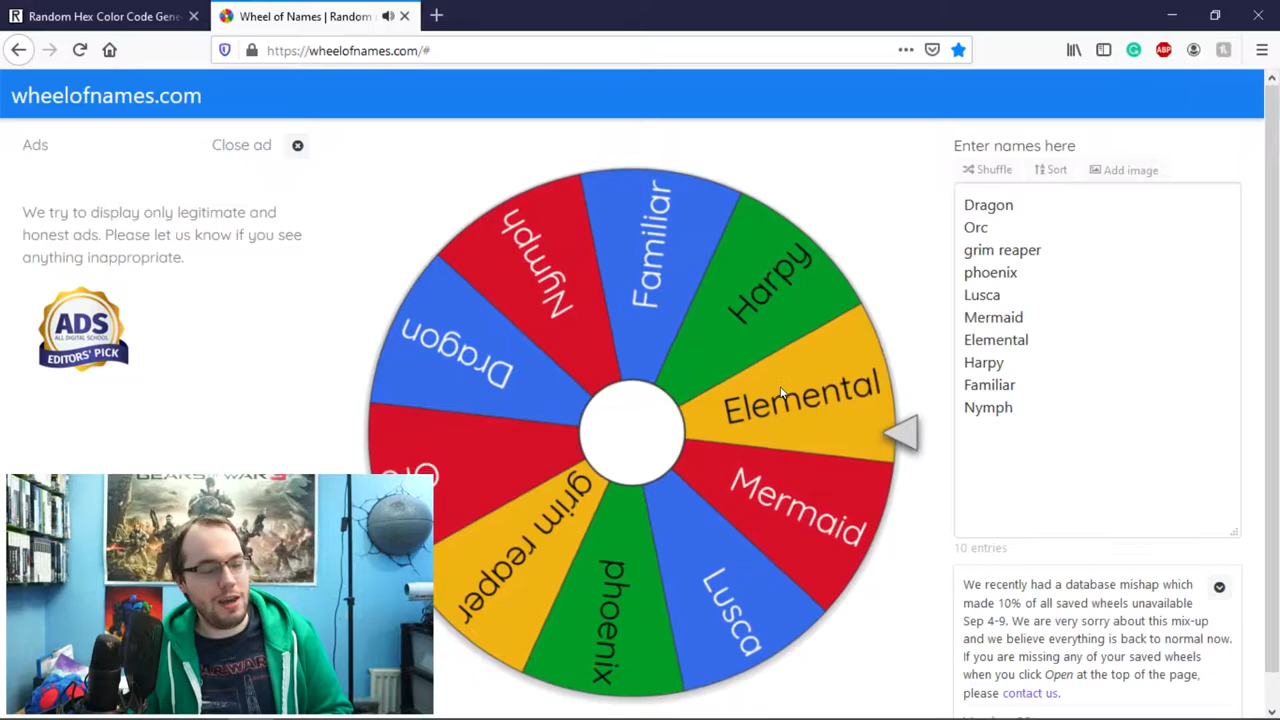 Random Hex Color Code Gene
Wheel of Names | Random
https://wheelofnames.com/#
ABP
wheelofnames.com
Ads
Close ad
We try to display only legitimate and
honest ads. Please let us know if you see
anything inappropriate.
ADS
ALL DIGITAL SCHOOL
EDITORS' PICK
Familiar
Harpy
Elemental
Mermaid
Lusca
phoenix
grim reaper
Orc
Dragon
Nymph
Enter names here
Shuffle
Sort
Add image
Dragon
Orc
grim reaper
phoenix
Lusca
Mermaid
Elemental
Harpy
Familiar
Nymph
10 entries
We recently had a database mishap which
made 10% of all saved wheels unavailable
Sep 4-9. We are very sorry about this mix-up
and we believe everything is back to normal now.
If you are missing any of your saved wheels
when you click Open at the top of the page,
please contact us.
GEARS OF WAR 3
STAR WARS